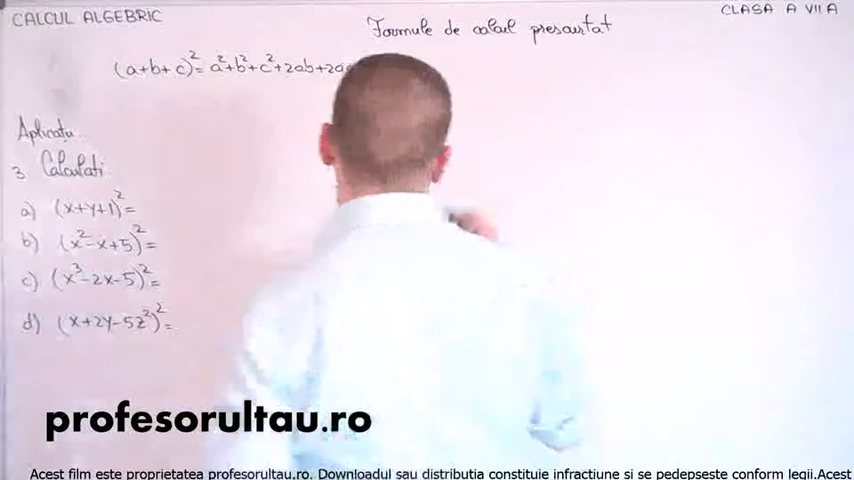 CALCUL ALGEBRIC
Formule de calcul prescurtat
CLASA A VII A
(a+b+c)²= a²+b²+c²+2ab+2a
Aplicații
3 Calculati
a) (x+y+1)²=
b) (x²-x+5)²=
c) (x³-2x-5)²=
d) (x+2y-5z²)²=
profesorultau.ro
Acest film este proprietatea profesorultau.ro. Downloadul sau distributia constituie infractiune si se pedepseste conform legii.Acest